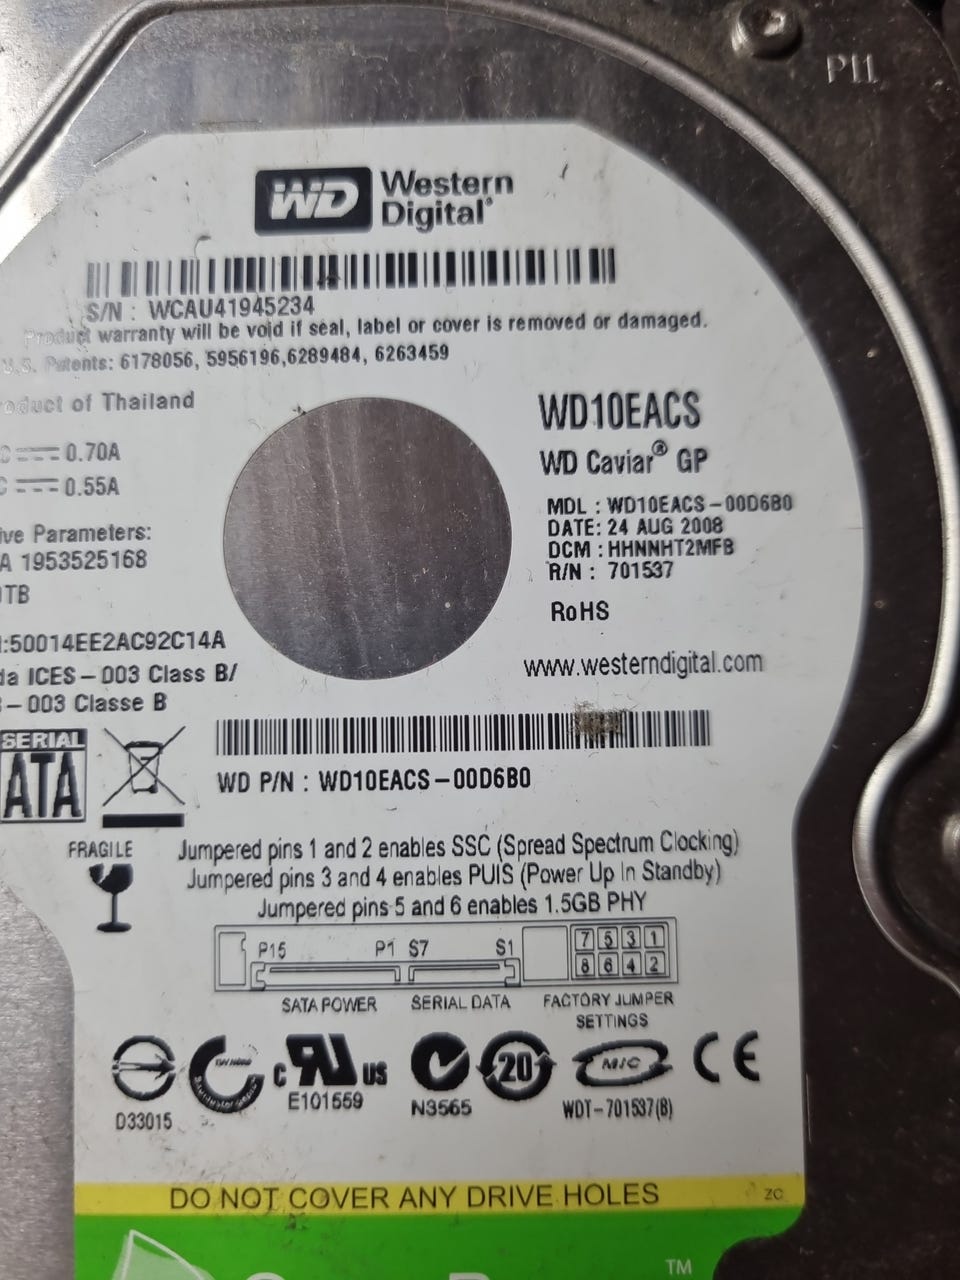 P11
WD Western
Digital®
S/N : WCAU41945234
Product warranty will be void if seal, label or cover is removed or damaged.
U.S. Patents: 6178056, 5956196,6289484, 6263459
oduct of Thailand
0.70A
0.55A
ive Parameters:
A 1953525168
TB
:50014EE2AC92C14A
da ICES-003 Class B/
-003 Classe B
WD10EACS
WD Caviar® GP
MDL : WD10EACS-00D6B0
DATE: 24 AUG 2008
DCM : HHNNHT2MFB
R/N : 701537
RoHS
www.westerndigital.com
SERIAL
ATA
WD P/N : WD10EACS-00D6B0
FRAGILE
Jumpered pins 1 and 2 enables SSC (Spread Spectrum Clocking)
Jumpered pins 3 and 4 enables PUIS (Power Up In Standby)
Jumpered pins 5 and 6 enables 1.5GB PHY
P15 P1 S7 S1
7 5 3 1
8 6 4 2
SATA POWER SERIAL DATA FACTORY JUMPER
SETTINGS
C UR US
20
MIC
CE
D33015
E101559
N3565
WDT-701537(B)
DO NOT COVER ANY DRIVE HOLES
ZC
TM